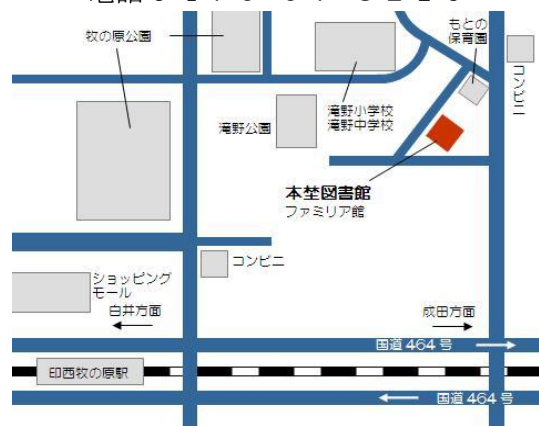 牧の原公園
もとの
保育園
コンビニ
滝野小学校
滝野中学校
滝野公園
本埜図書館
ファミリア館
コンビニ
ショッピング
モール
白井方面
成田方面
国道464号
印西牧の原駅
国道464号